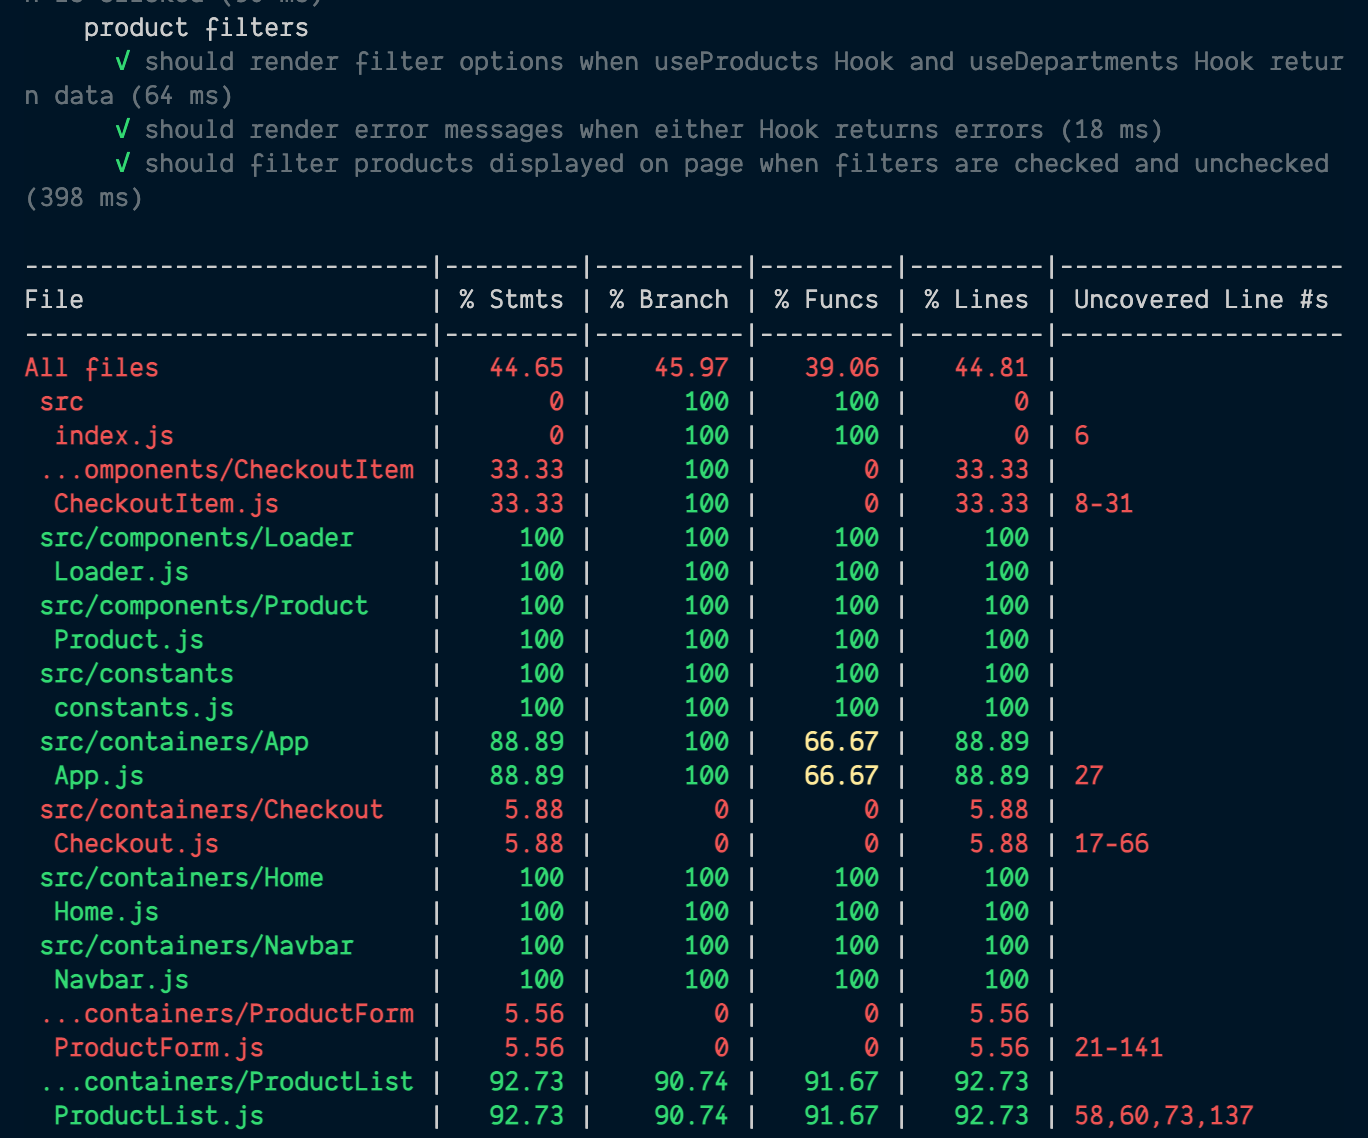 product filters
√ should render filter options when useProducts Hook and useDepartments Hook retur
n data (64 ms)
√ should render error messages when either Hook returns errors (18 ms)
√ should filter products displayed on page when filters are checked and unchecked
(398 ms)
---------------------------|---------|----------|---------|---------|-------------------
File | % Stmts | % Branch | % Funcs | % Lines | Uncovered Line #s
---------------------------|---------|----------|---------|---------|-------------------
All files | 44.65 | 45.97 | 39.06 | 44.81 |
src | 0 | 100 | 100 | 0 |
index.js | 0 | 100 | 100 | 0 | 6
...omponents/CheckoutItem | 33.33 | 100 | 0 | 33.33 |
CheckoutItem.js | 33.33 | 100 | 0 | 33.33 | 8-31
src/components/Loader | 100 | 100 | 100 | 100 |
Loader.js | 100 | 100 | 100 | 100 |
src/components/Product | 100 | 100 | 100 | 100 |
Product.js | 100 | 100 | 100 | 100 |
src/constants | 100 | 100 | 100 | 100 |
constants.js | 100 | 100 | 100 | 100 |
src/containers/App | 88.89 | 100 | 66.67 | 88.89 |
App.js | 88.89 | 100 | 66.67 | 88.89 | 27
src/containers/Checkout | 5.88 | 0 | 0 | 5.88 |
Checkout.js | 5.88 | 0 | 0 | 5.88 | 17-66
src/containers/Home | 100 | 100 | 100 | 100 |
Home.js | 100 | 100 | 100 | 100 |
src/containers/Navbar | 100 | 100 | 100 | 100 |
Navbar.js | 100 | 100 | 100 | 100 |
...containers/ProductForm | 5.56 | 0 | 0 | 5.56 |
ProductForm.js | 5.56 | 0 | 0 | 5.56 | 21-141
...containers/ProductList | 92.73 | 90.74 | 91.67 | 92.73 |
ProductList.js | 92.73 | 90.74 | 91.67 | 92.73 | 58,60,73,137